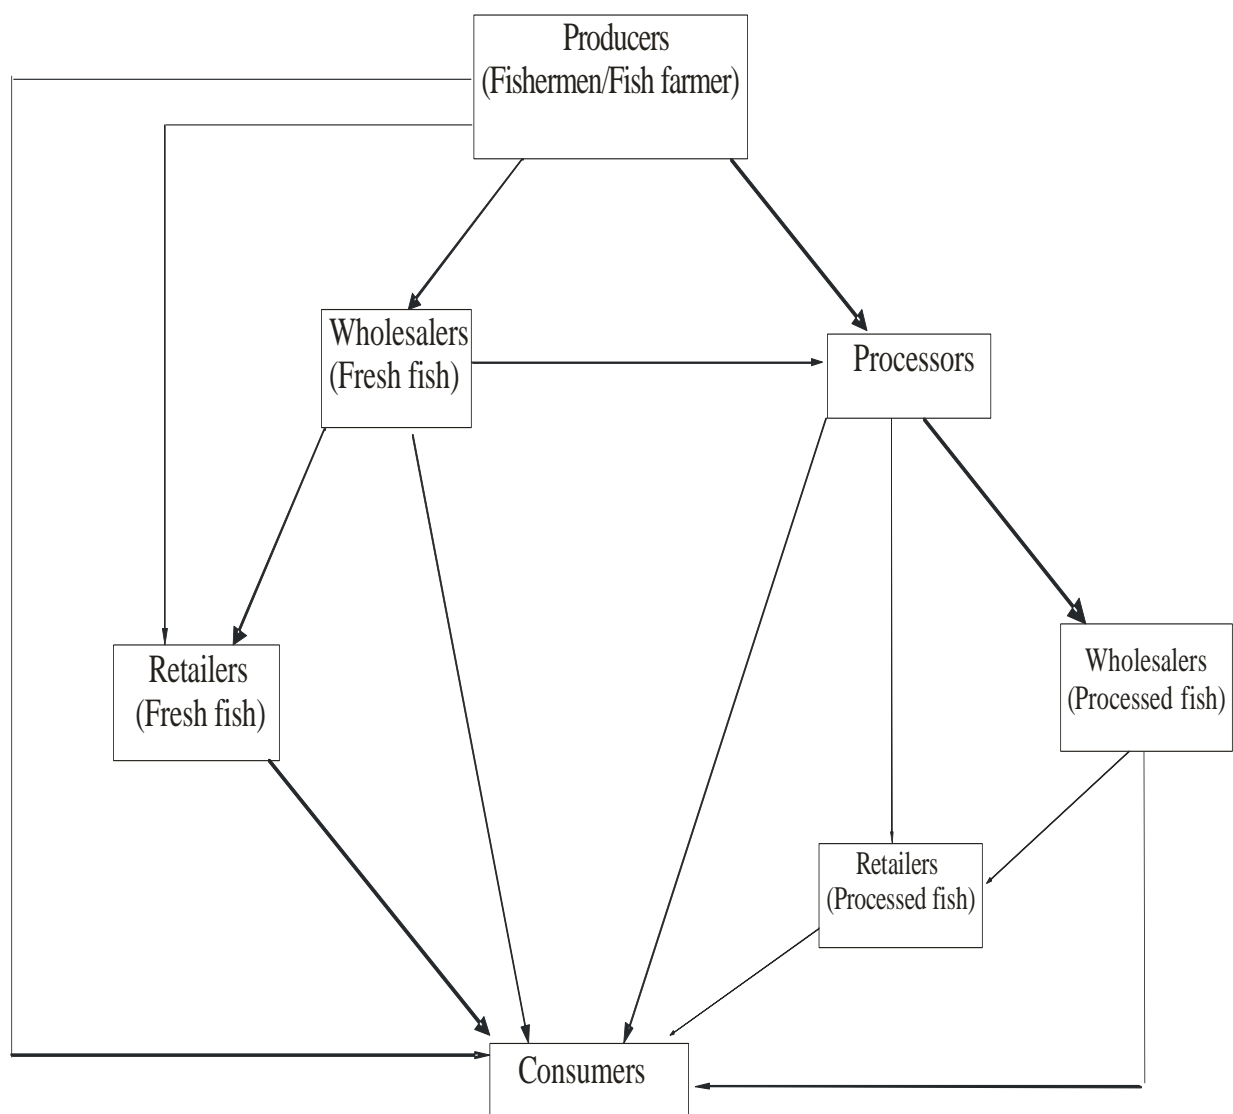 Producers
(Fishermen/Fish farmer)
Wholesalers
(Fresh fish)
Processors
Retailers
(Fresh fish)
Wholesalers
(Processed fish)
Retailers
(Processed fish)
Consumers